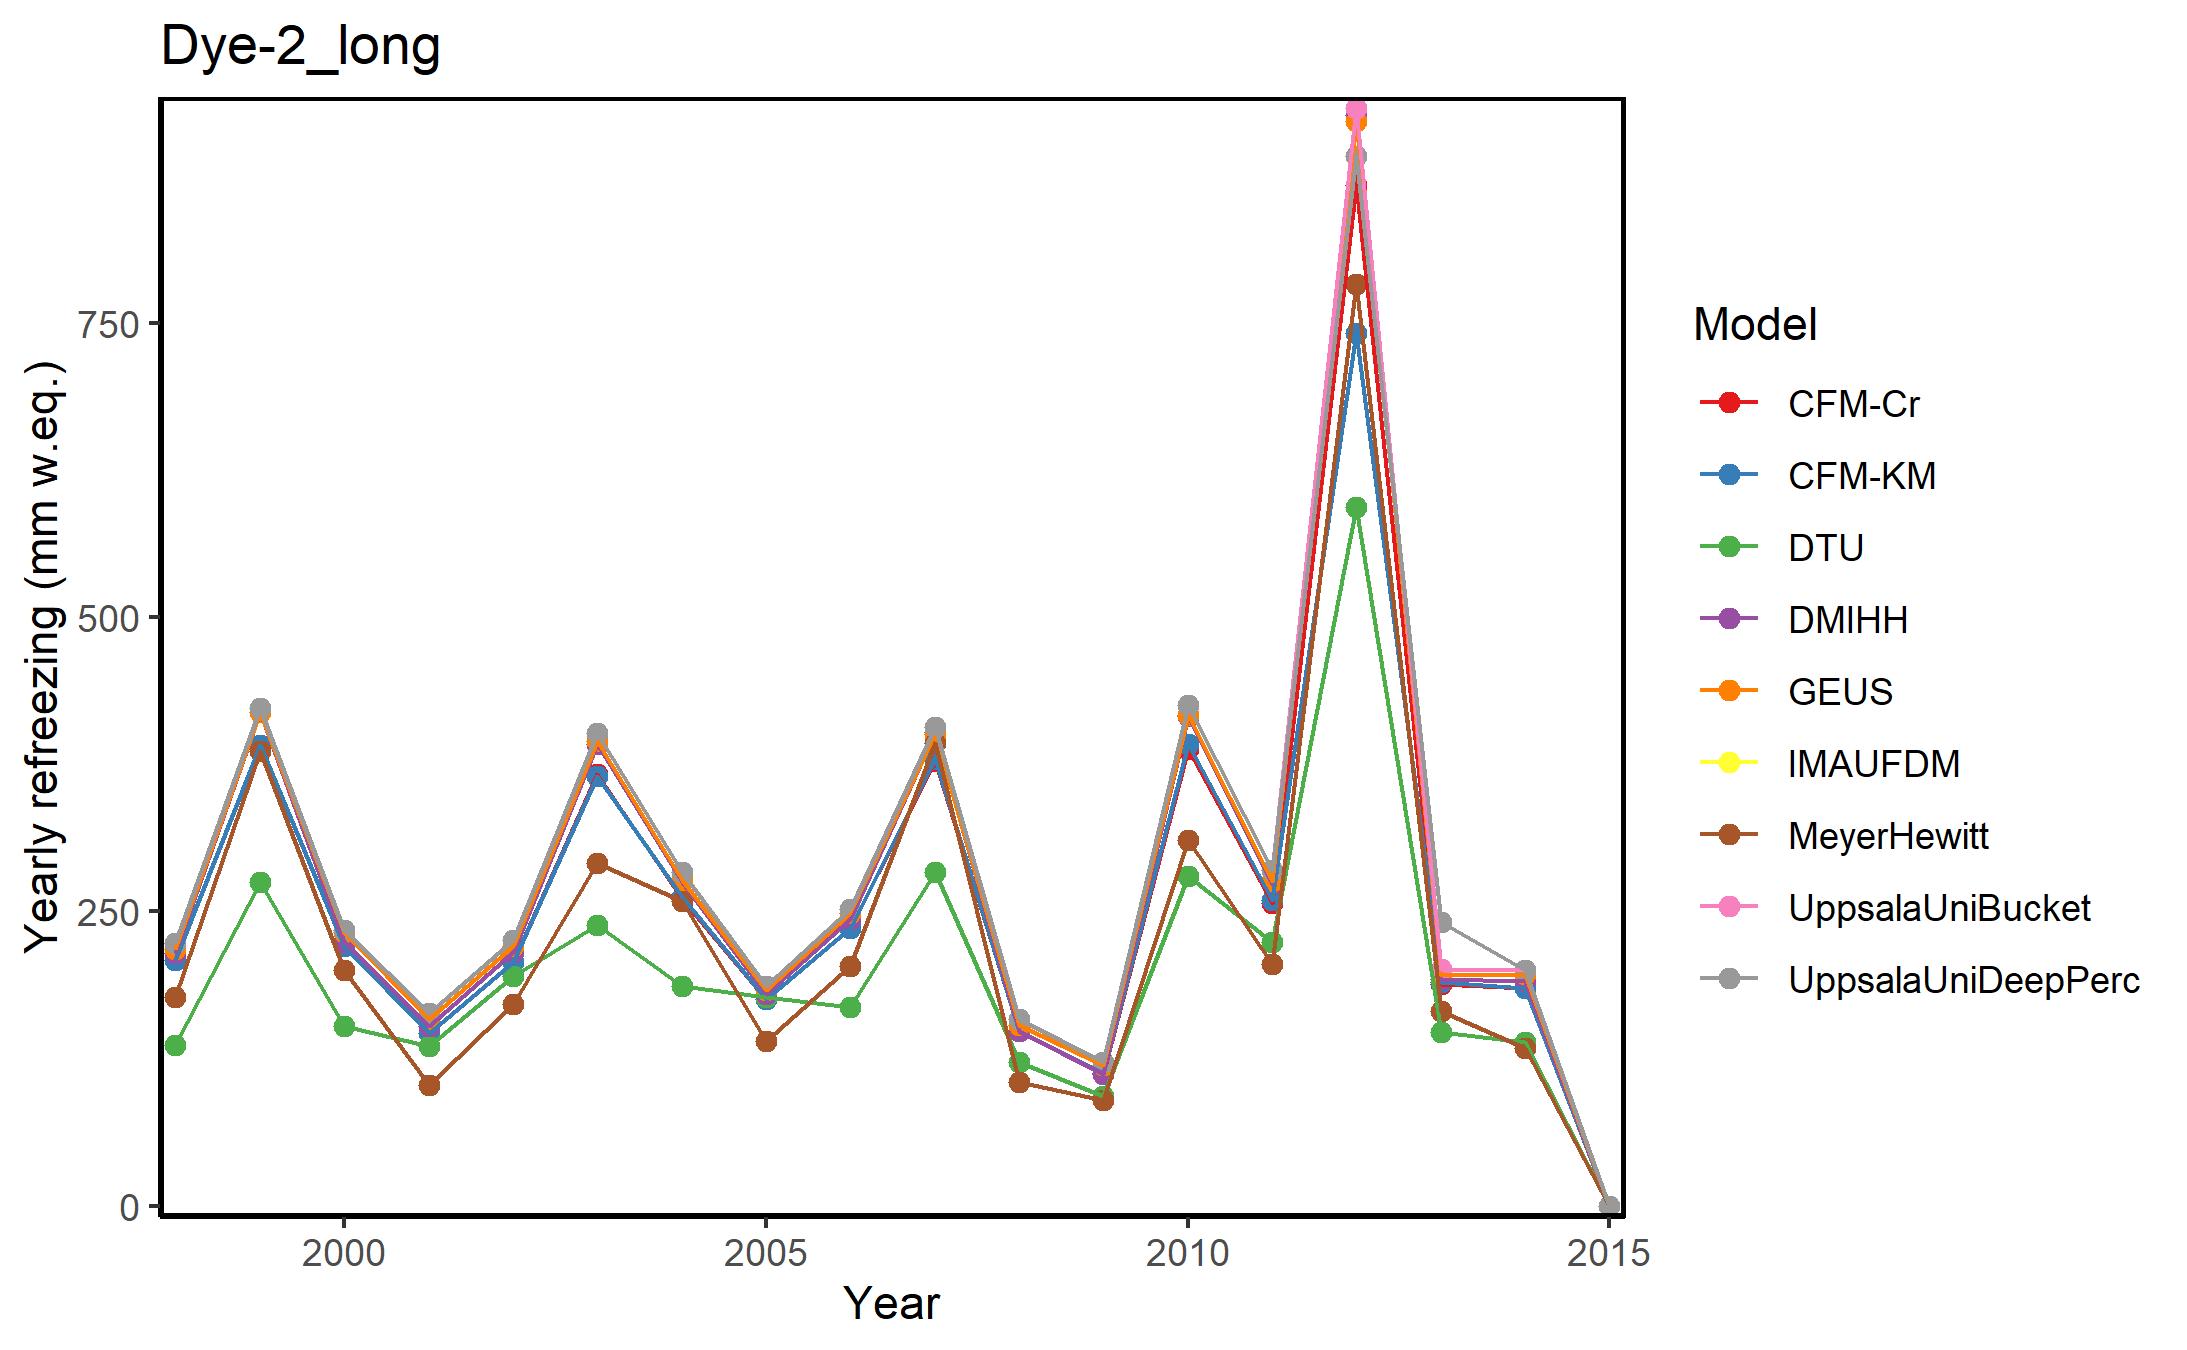 Dye-2_long
Yearly refreezing (mm w.eq.)
750
500
250
0
2000
2005
2010
2015
Year
Model
CFM-Cr
CFM-KM
DTU
DMIHH
GEUS
IMAUFDM
MeyerHewitt
UppsalaUniBucket
UppsalaUniDeepPerc